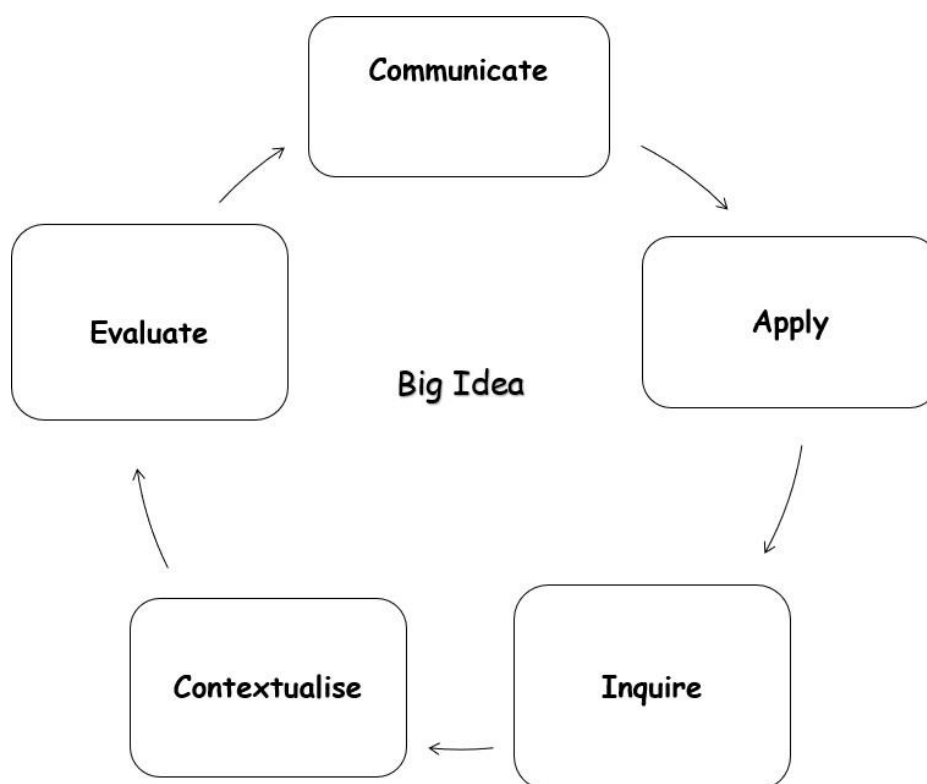 Communicate
Apply
Evaluate
Big Idea
Contextualise
Inquire